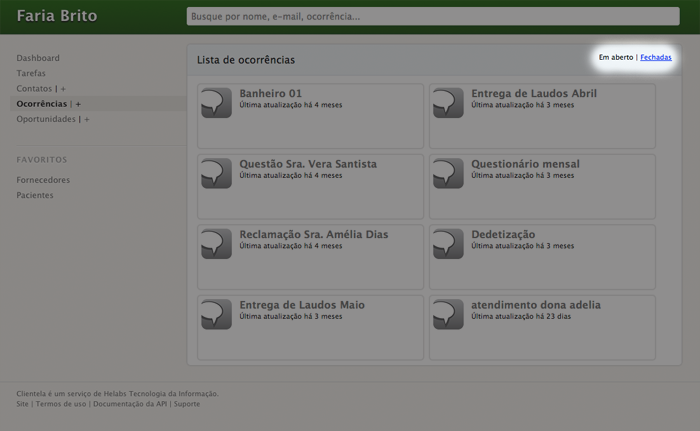 Faria Brito
Busque por nome, e-mail, ocorrência...
Dashboard
Tarefas
Contatos | +
Ocorrências | +
Oportunidades | +
FAVORITOS
Fornecedores
Pacientes
Lista de ocorrências
Em aberto | Fechadas
Banheiro 01
Última atualização há 4 meses
Entrega de Laudos Abril
Última atualização há 3 meses
Questão Sra. Vera Santista
Última atualização há 4 meses
Questionário mensal
Última atualização há 3 meses
Reclamação Sra. Amélia Dias
Última atualização há 4 meses
Dedetização
Última atualização há 3 meses
Entrega de Laudos Maio
Última atualização há 3 meses
atendimento dona adelia
Última atualização há 23 dias
Clientela é um serviço de Helabs Tecnologia da Informação.
Site | Termos de uso | Documentação da API | Suporte